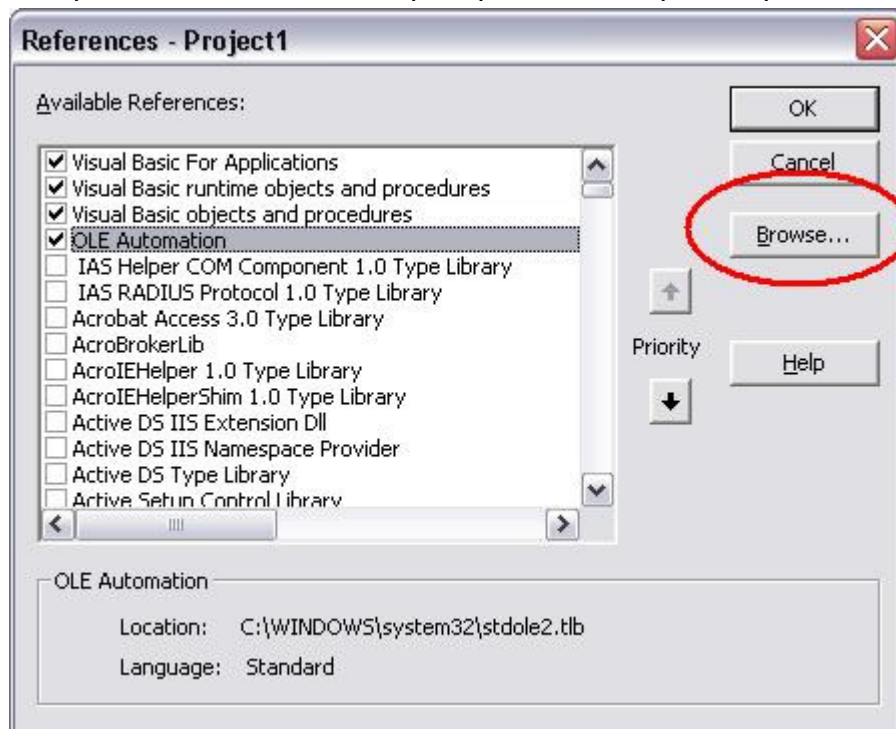 References - Project1
Available References:
OK
Cancel
Browse...
Visual Basic For Applications
Visual Basic runtime objects and procedures
Visual Basic objects and procedures
OLE Automation
IAS Helper COM Component 1.0 Type Library
IAS RADIUS Protocol 1.0 Type Library
Acrobat Access 3.0 Type Library
AcroBrokerLib
AcroIEHelper 1.0 Type Library
AcroIEHelperShim 1.0 Type Library
Active DS IIS Extension Dll
Active DS IIS Namespace Provider
Active DS Type Library
Active Setup Control Library
Priority
Help
OLE Automation
Location: C:\WINDOWS\system32\stdole2.tlb
Language: Standard